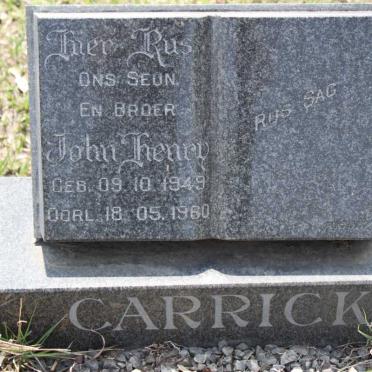 Hier Rus
Ons Seun
En Broer
John Henry
Geb. 09.10.1949
Oorl. 18.05.1960
Rus Sag
CARRICK